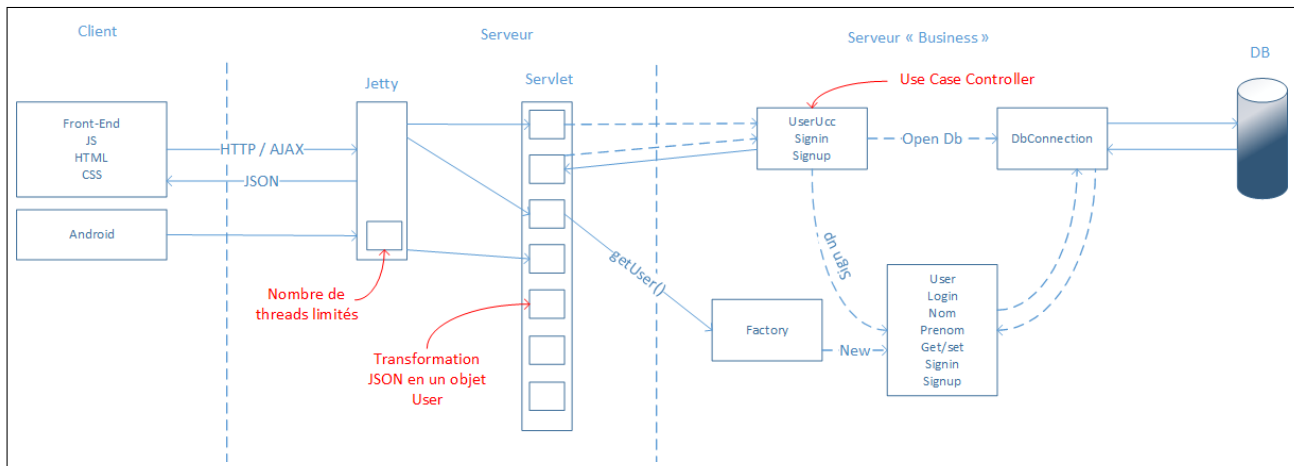 Client
Serveur
Serveur « Business »
DB
Jetty
Servlet
Use Case Controller
Front-End
JS
HTML
CSS
HTTP / AJAX
JSON
UserUcc
Signin
Signup
Open Db
DbConnection
Android
getUser()
Sign up
Nombre de
threads limités
User
Login
Nom
Prenom
Get/set
Signin
Signup
Factory
New
Transformation
JSON en un objet
User